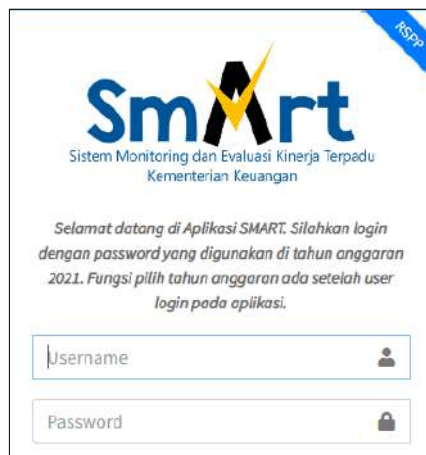 RSPP
SmArt
Sistem Monitoring dan Evaluasi Kinerja Terpadu
Kementerian Keuangan
Selamat datang di Aplikasi SMART. Silahkan login
dengan password yang digunakan di tahun anggaran
2021. Fungsi pilih tahun anggaran ada setelah user
login pada aplikasi.
Username
Password